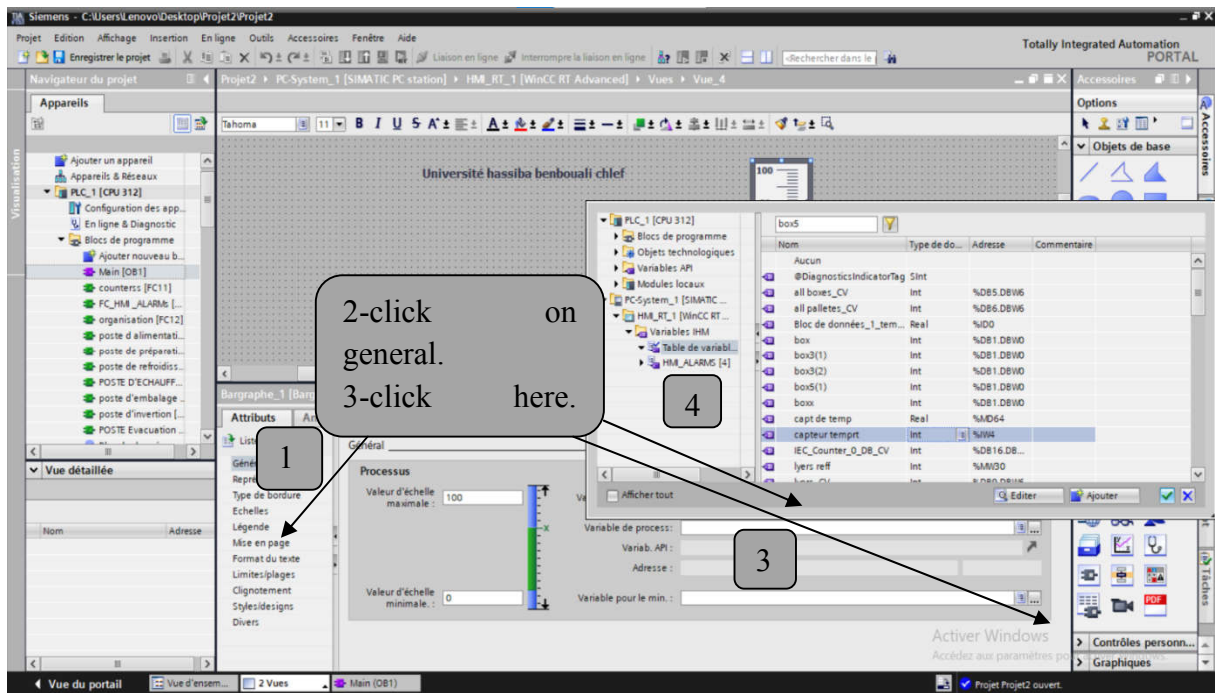 Siemens - C:\Users\Lenovo\Desktop\Projet2\Projet2
Projet Edition Affichage Insertion En ligne Outils Accessoires Fenêtre Aide
Totally Integrated Automation
PORTAL
Enregistrer le projet
Liaison en ligne
Interrompre la liaison en ligne
<Rechercher dans le
Navigateur du projet
Projet2 PC-System_1 [SIMATIC PC station] HMI_RT_1 [WinCC RT Advanced] Vues Vue_4
Accessoires
Appareils
Options
Tahoma 11
Objets de base
Visualisation
Accessoires
Ajouter un appareil
Appareils & Réseaux
PLC_1 [CPU 312]
Configuration des app...
En ligne & Diagnostic
Blocs de programme
Ajouter nouveau b...
Main [OB1]
counterss [FC11]
FC_HMI_ALARMs [...
organisation [FC12]
poste d alimentati...
poste de préparati...
poste de refroidiss...
POSTE D'ECHAUFF...
poste d'embalage ...
poste d'invertion [...
POSTE Evacuation ...
Université hassiba benbouali chlef
100
2-click on
general.
3-click here.
PLC_1 [CPU 312]
Blocs de programme
Objets technologiques
Variables API
Modules locaux
PC-System_1 [SIMATIC ...
HMI_RT_1 [WinCC RT ...
Variables IHM
Table de variabl...
HMI_ALARMS [4]
4
box5
Nom Type de do... Adresse Commentaire
Aucun
@DiagnosticsIndicatorTag SInt
all boxes_CV Int %DB5.DBW6
all palletes_CV Int %DB6.DBW6
Bloc de données_1_tem... Real %ID0
box Int %DB1.DBW0
box3(1) Int %DB1.DBW0
box3(2) Int %DB1.DBW0
box5(1) Int %DB1.DBW0
boxx Int %DB1.DBW0
capt de temp Real %MD64
capteur temprt Int %IW4
IEC_Counter_0_DB_CV Int %DB16.DB...
lyers reff Int %MW30
Afficher tout
Editer
Ajouter
Bargraphe_1 [Barg
Attributs
1
Général
Type de bordure
Echelles
Légende
Mise en page
Format du texte
Limites/plages
Clignotement
Styles/designs
Divers
Processus
Valeur d'échelle
maximale : 100
Variable de process:
Variab. API :
Adresse :
3
Valeur d'échelle
minimale. : 0
Variable pour le min. :
Vue détaillée
Nom Adresse
PDF
Tâches
Activer Windows
Contrôles personn...
Graphiques
Vue du portail
Vue d'ensem...
2 Vues
Main (OB1)
Projet Projet2 ouvert.